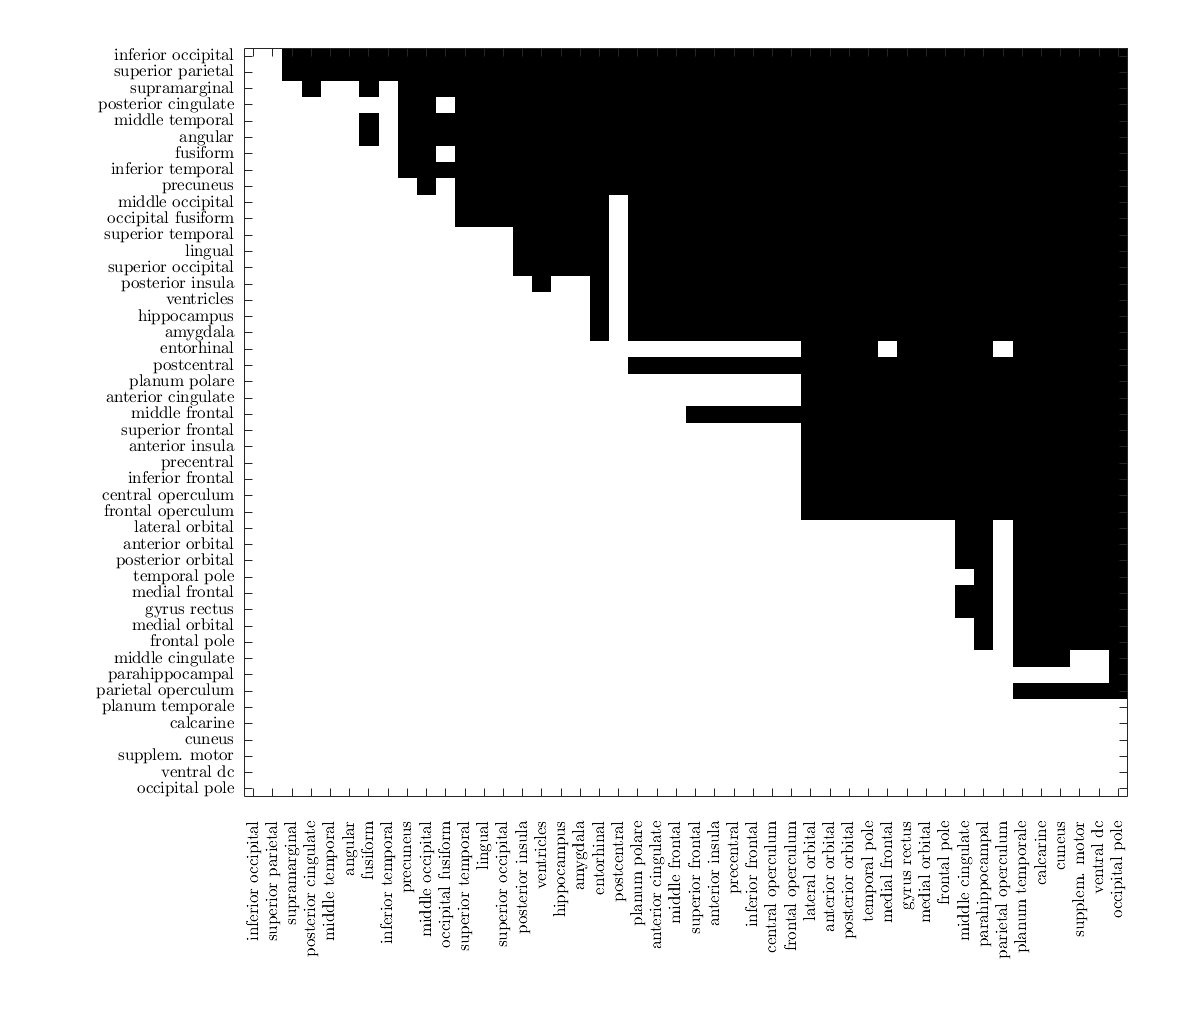 inferior occipital
superior parietal
supramarginal
posterior cingulate
middle temporal
angular
fusiform
inferior temporal
precuneus
middle occipital
occipital fusiform
superior temporal
lingual
superior occipital
posterior insula
ventricles
hippocampus
amygdala
entorhinal
postcentral
planum polare
anterior cingulate
middle frontal
superior frontal
anterior insula
precentral
inferior frontal
central operculum
frontal operculum
lateral orbital
anterior orbital
posterior orbital
temporal pole
medial frontal
gyrus rectus
medial orbital
frontal pole
middle cingulate
parahippocampal
parietal operculum
planum temporale
calcarine
cuneus
supplem. motor
ventral dc
occipital pole
inferior occipital
superior parietal
supramarginal
posterior cingulate
middle temporal
angular
fusiform
inferior temporal
precuneus
middle occipital
occipital fusiform
superior temporal
lingual
superior occipital
posterior insula
ventricles
hippocampus
amygdala
entorhinal
postcentral
planum polare
anterior cingulate
middle frontal
superior frontal
anterior insula
precentral
inferior frontal
central operculum
frontal operculum
lateral orbital
anterior orbital
posterior orbital
temporal pole
medial frontal
gyrus rectus
medial orbital
frontal pole
middle cingulate
parahippocampal
parietal operculum
planum temporale
calcarine
cuneus
supplem. motor
ventral dc
occipital pole